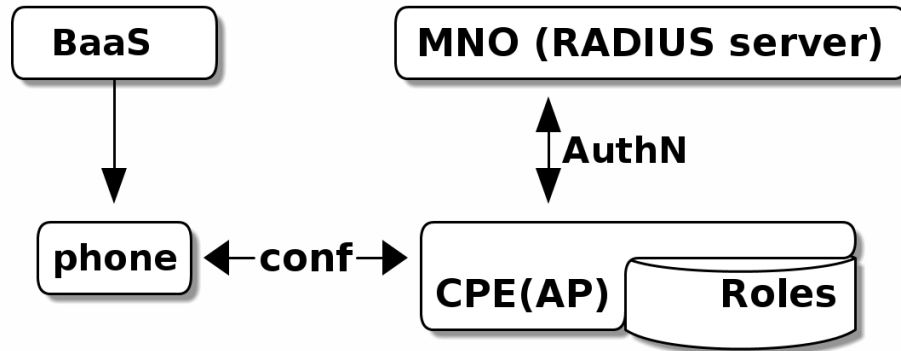 BaaS
MNO (RADIUS server)
AuthN
phone
conf
CPE(AP)
Roles